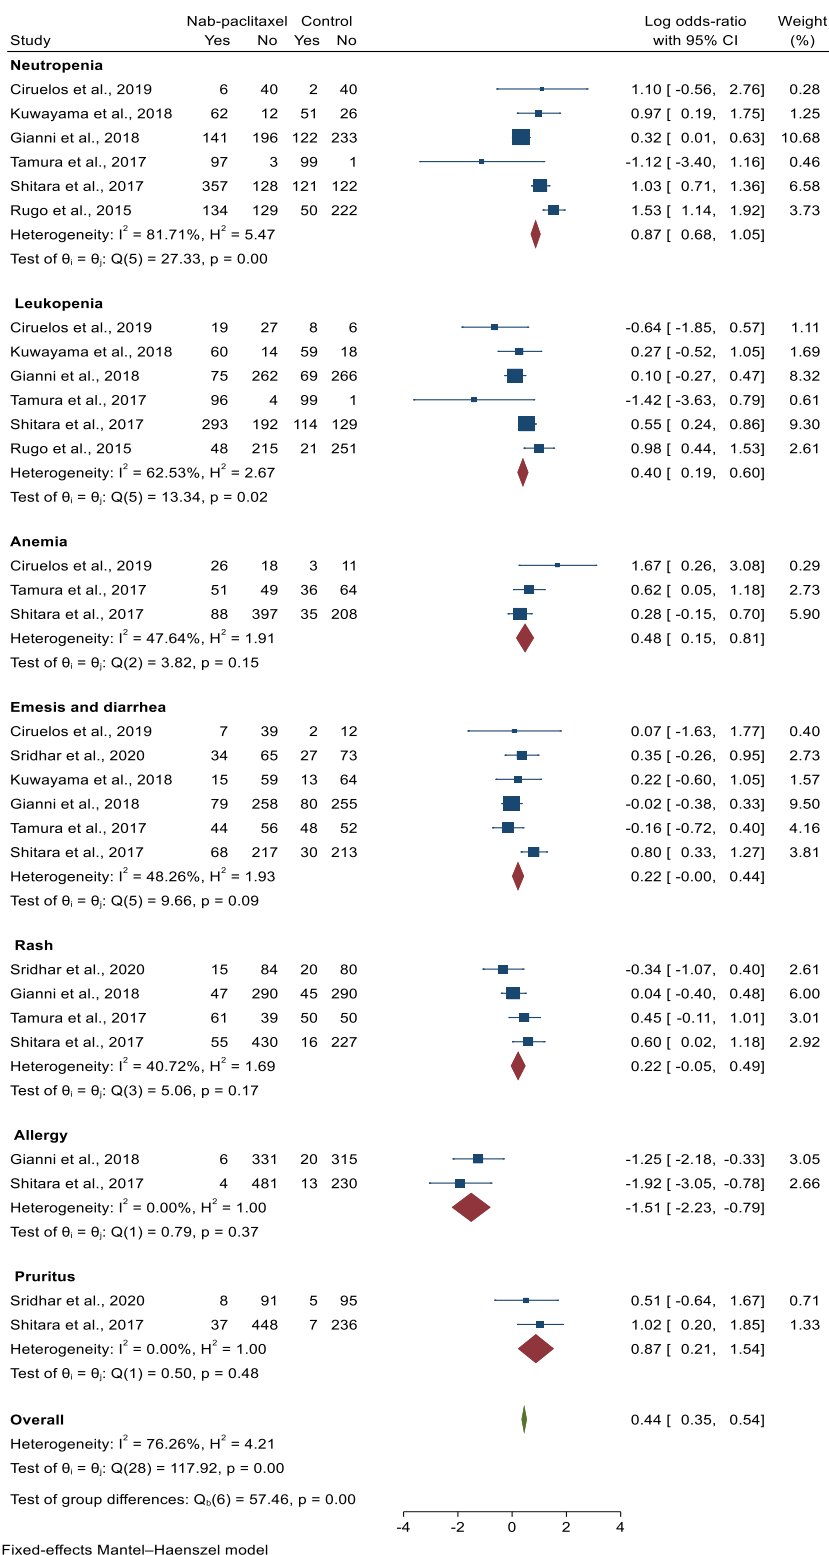 Nab-paclitaxel Control Log odds-ratio Weight
Study Yes No Yes No with 95% CI (%)
Neutropenia
Ciruelos et al., 2019 6 40 2 40 1.10 [ -0.56, 2.76] 0.28
Kuwayama et al., 2018 62 12 51 26 0.97 [ 0.19, 1.75] 1.25
Gianni et al., 2018 141 196 122 233 0.32 [ 0.01, 0.63] 10.68
Tamura et al., 2017 97 3 99 1 -1.12 [ -3.40, 1.16] 0.46
Shitara et al., 2017 357 128 121 122 1.03 [ 0.71, 1.36] 6.58
Rugo et al., 2015 134 129 50 222 1.53 [ 1.14, 1.92] 3.73
Heterogeneity: I² = 81.71%, H² = 5.47 0.87 [ 0.68, 1.05]
Test of θᵢ = θⱼ: Q(5) = 27.33, p = 0.00
Leukopenia
Ciruelos et al., 2019 19 27 8 6 -0.64 [ -1.85, 0.57] 1.11
Kuwayama et al., 2018 60 14 59 18 0.27 [ -0.52, 1.05] 1.69
Gianni et al., 2018 75 262 69 266 0.10 [ -0.27, 0.47] 8.32
Tamura et al., 2017 96 4 99 1 -1.42 [ -3.63, 0.79] 0.61
Shitara et al., 2017 293 192 114 129 0.55 [ 0.24, 0.86] 9.30
Rugo et al., 2015 48 215 21 251 0.98 [ 0.44, 1.53] 2.61
Heterogeneity: I² = 62.53%, H² = 2.67 0.40 [ 0.19, 0.60]
Test of θᵢ = θⱼ: Q(5) = 13.34, p = 0.02
Anemia
Ciruelos et al., 2019 26 18 3 11 1.67 [ 0.26, 3.08] 0.29
Tamura et al., 2017 51 49 36 64 0.62 [ 0.05, 1.18] 2.73
Shitara et al., 2017 88 397 35 208 0.28 [ -0.15, 0.70] 5.90
Heterogeneity: I² = 47.64%, H² = 1.91 0.48 [ 0.15, 0.81]
Test of θᵢ = θⱼ: Q(2) = 3.82, p = 0.15
Emesis and diarrhea
Ciruelos et al., 2019 7 39 2 12 0.07 [ -1.63, 1.77] 0.40
Sridhar et al., 2020 34 65 27 73 0.35 [ -0.26, 0.95] 2.73
Kuwayama et al., 2018 15 59 13 64 0.22 [ -0.60, 1.05] 1.57
Gianni et al., 2018 79 258 80 255 -0.02 [ -0.38, 0.33] 9.50
Tamura et al., 2017 44 56 48 52 -0.16 [ -0.72, 0.40] 4.16
Shitara et al., 2017 68 217 30 213 0.80 [ 0.33, 1.27] 3.81
Heterogeneity: I² = 48.26%, H² = 1.93 0.22 [ -0.00, 0.44]
Test of θᵢ = θⱼ: Q(5) = 9.66, p = 0.09
Rash
Sridhar et al., 2020 15 84 20 80 -0.34 [ -1.07, 0.40] 2.61
Gianni et al., 2018 47 290 45 290 0.04 [ -0.40, 0.48] 6.00
Tamura et al., 2017 61 39 50 50 0.45 [ -0.11, 1.01] 3.01
Shitara et al., 2017 55 430 16 227 0.60 [ 0.02, 1.18] 2.92
Heterogeneity: I² = 40.72%, H² = 1.69 0.22 [ -0.05, 0.49]
Test of θᵢ = θⱼ: Q(3) = 5.06, p = 0.17
Allergy
Gianni et al., 2018 6 331 20 315 -1.25 [ -2.18, -0.33] 3.05
Shitara et al., 2017 4 481 13 230 -1.92 [ -3.05, -0.78] 2.66
Heterogeneity: I² = 0.00%, H² = 1.00 -1.51 [ -2.23, -0.79]
Test of θᵢ = θⱼ: Q(1) = 0.79, p = 0.37
Pruritus
Sridhar et al., 2020 8 91 5 95 0.51 [ -0.64, 1.67] 0.71
Shitara et al., 2017 37 448 7 236 1.02 [ 0.20, 1.85] 1.33
Heterogeneity: I² = 0.00%, H² = 1.00 0.87 [ 0.21, 1.54]
Test of θᵢ = θⱼ: Q(1) = 0.50, p = 0.48
Overall 0.44 [ 0.35, 0.54]
Heterogeneity: I² = 76.26%, H² = 4.21
Test of θᵢ = θⱼ: Q(28) = 117.92, p = 0.00
Test of group differences: Q_b(6) = 57.46, p = 0.00
-4 -2 0 2 4
Fixed-effects Mantel–Haenszel model